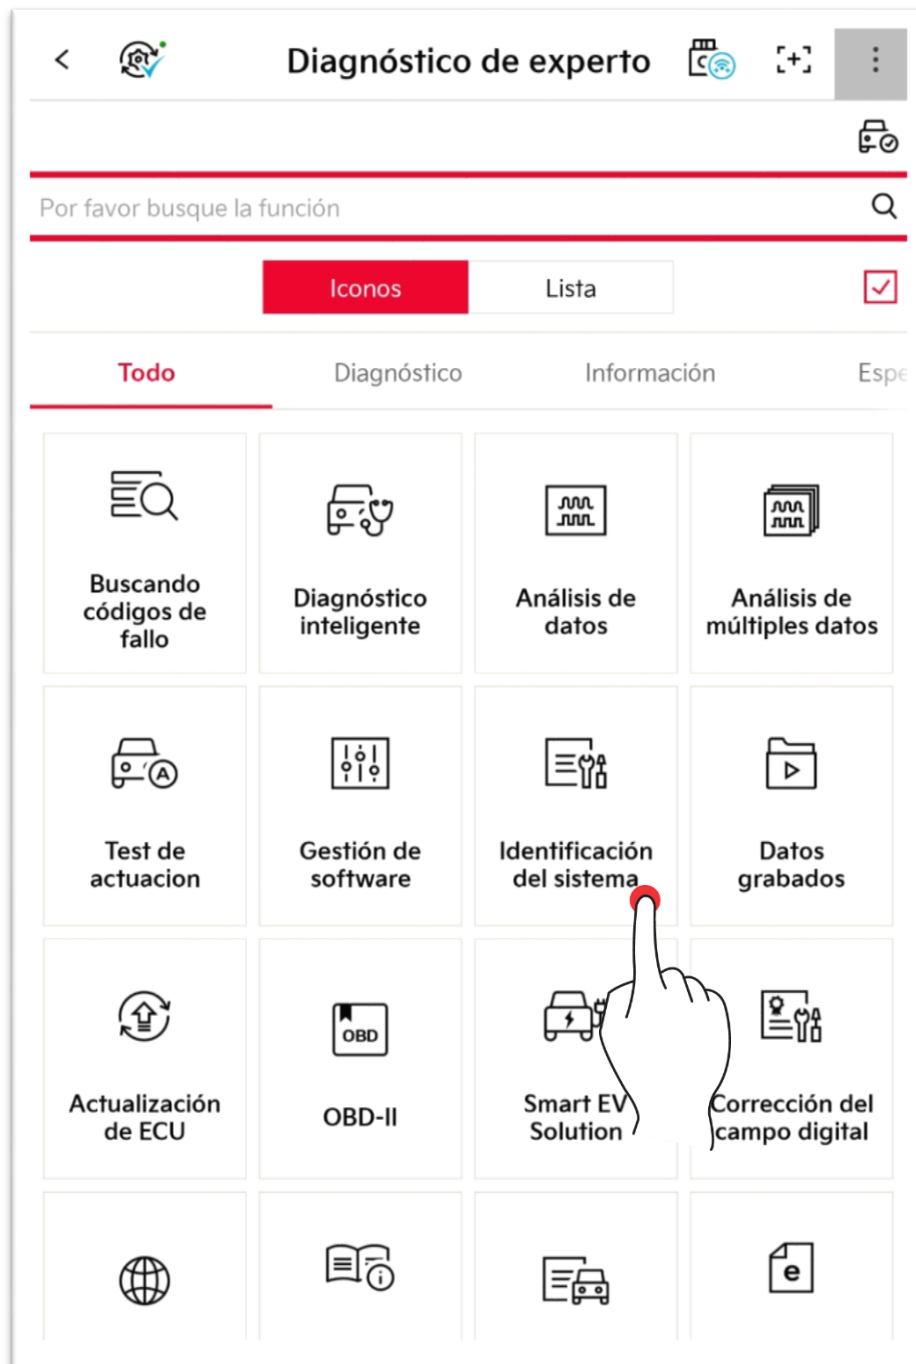 Diagnóstico de experto
Por favor busque la función
Iconos
Lista
Todo
Diagnóstico
Información
Espe
Buscando
códigos de
fallo
Diagnóstico
inteligente
Análisis de
datos
Análisis de
múltiples datos
Test de
actuacion
Gestión de
software
Identificación
del sistema
Datos
grabados
Actualización
de ECU
OBD
OBD-II
Smart EV
Solution
Corrección del
campo digital